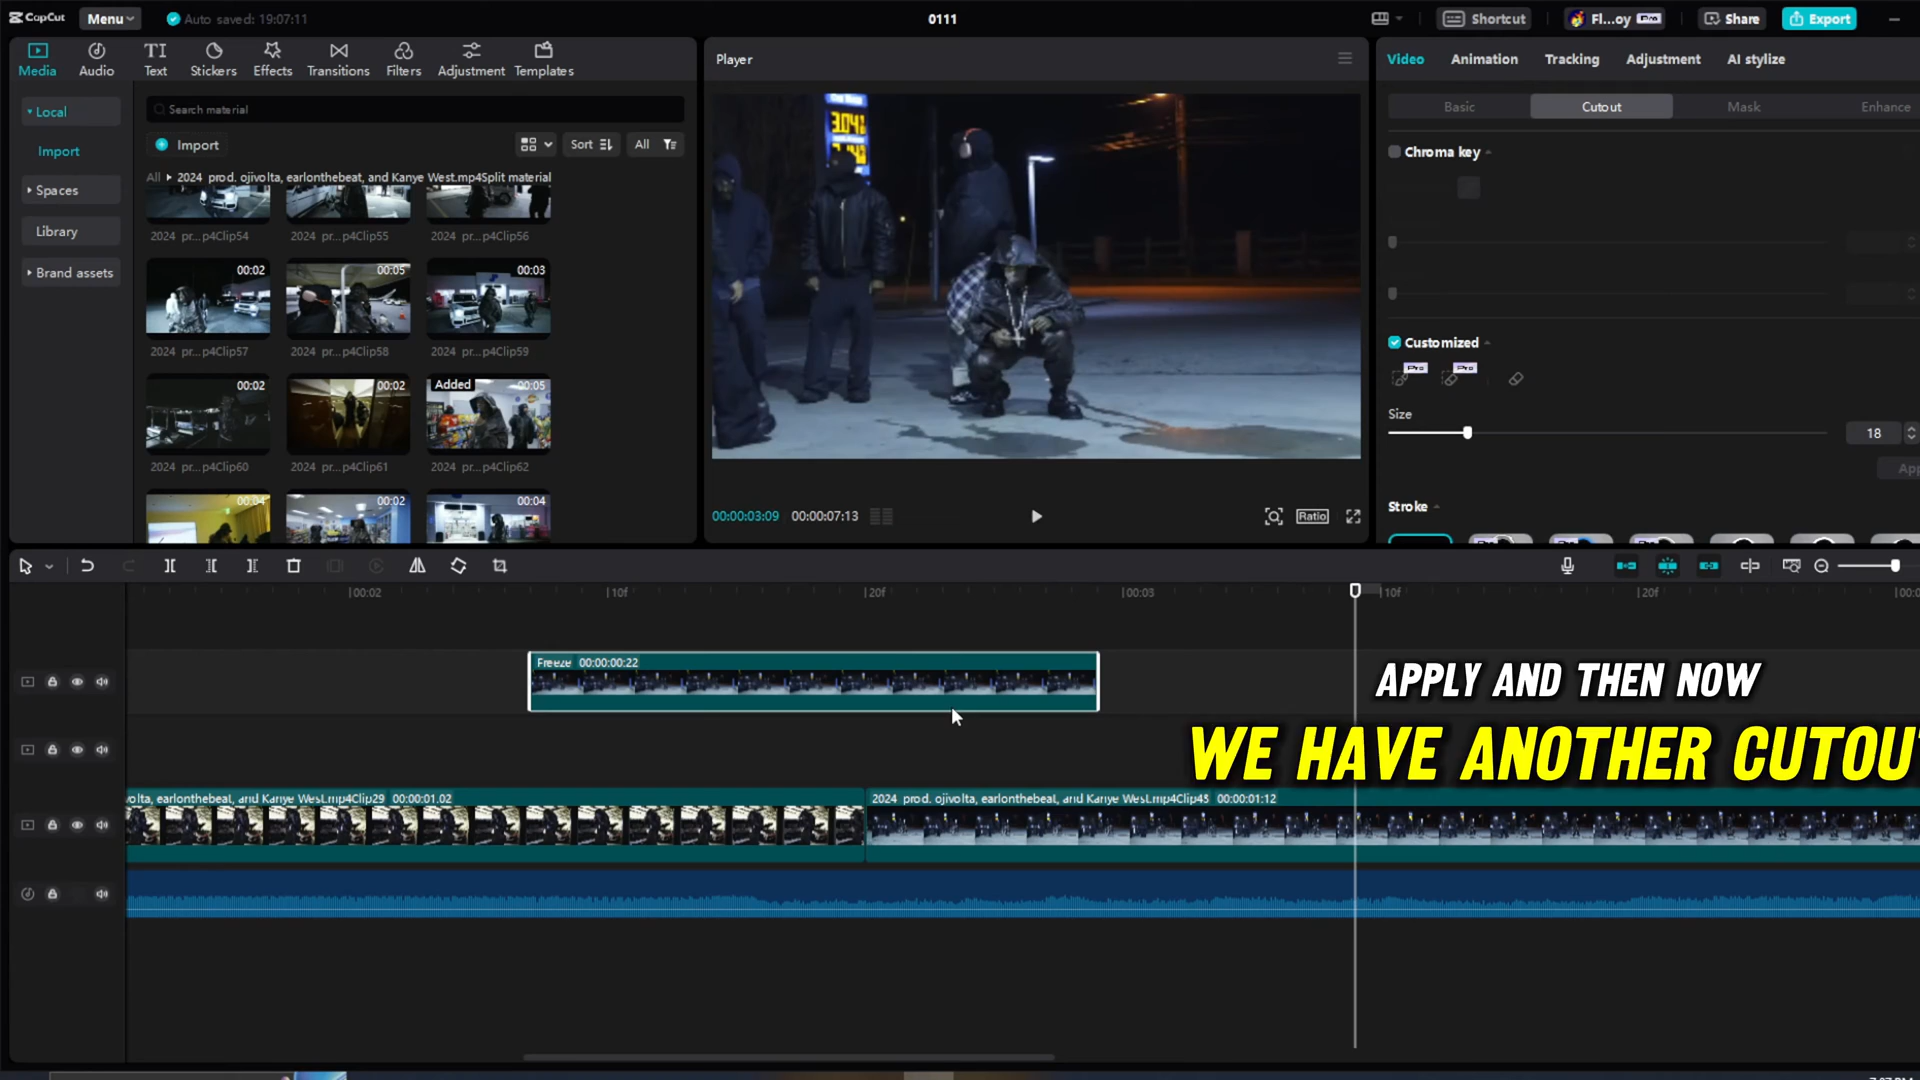 CapCut
Menu
Auto saved: 19:07:11
0111
Shortcut
Fl...oy
Pro
Share
Export
Media
Audio
Text
Stickers
Effects
Transitions
Filters
Adjustment
Templates
Local
Import
Spaces
Library
Brand assets
Search material
Import
Sort
All
All
2024 prod. ojivolta, earlonthebeat, and Kanye West.mp4Split material
2024 pr...p4Clip54
2024 pr...p4Clip55
2024 pr...p4Clip56
00:02
00:05
00:03
2024 pr...p4Clip57
2024 pr...p4Clip58
2024 pr...p4Clip59
00:02
00:02
Added
00:05
2024 pr...p4Clip60
2024 pr...p4Clip61
2024 pr...p4Clip62
00:04
00:02
00:04
Player
3.04
00:00:03:09
00:00:07:13
Ratio
Video
Animation
Tracking
Adjustment
AI stylize
Basic
Cutout
Mask
Enhance
Chroma key
Customized
Pro
Pro
Size
18
App
Stroke
00:02
10f
20f
00:03
10f
20f
Freeze 00:00:00:22
APPLY AND THEN NOW
WE HAVE ANOTHER CUTOU
volta, earlonthebeat, and Kanye West.mp4Clip29 00:00:01:02
2024 prod. ojivolta, earlonthebeat, and Kanye West.mp4Clip48 00:00:01:12